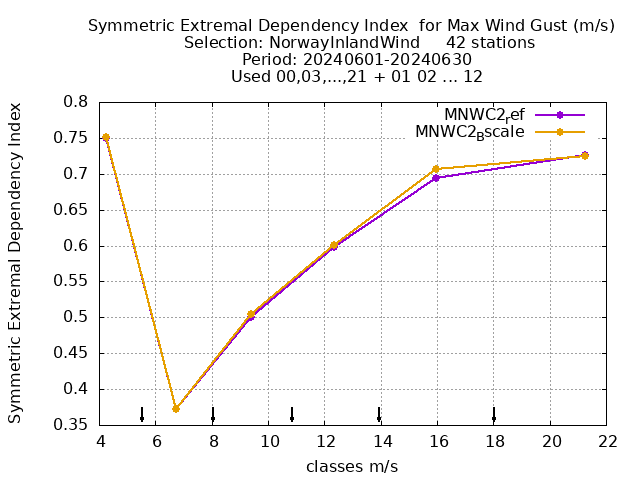 Symmetric Extremal Dependency Index  for Max Wind Gust (m/s)
Selection: NorwayInlandWind     42 stations
Period: 20240601-20240630
Used 00,03,...,21 + 01 02 ... 12
MNWC2ref
MNWC2Bscale
Symmetric Extremal Dependency Index
0.8
0.75
0.7
0.65
0.6
0.55
0.5
0.45
0.4
0.35
4 6 8 10 12 14 16 18 20 22
classes m/s